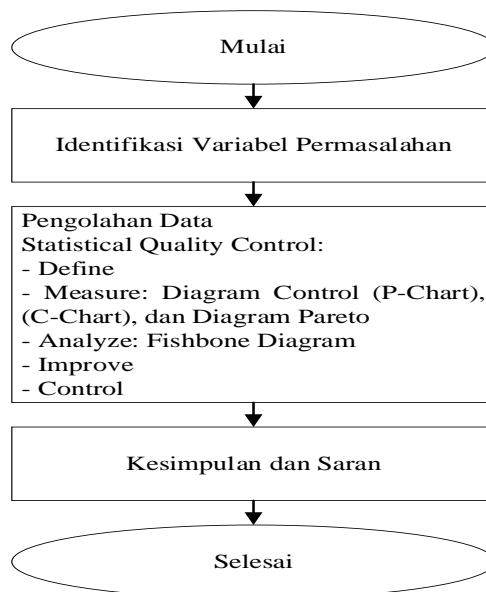 Mulai
Identifikasi Variabel Permasalahan
Pengolahan Data
Statistical Quality Control:
- Define
- Measure: Diagram Control (P-Chart),
(C-Chart), dan Diagram Pareto
- Analyze: Fishbone Diagram
- Improve
- Control
Kesimpulan dan Saran
Selesai